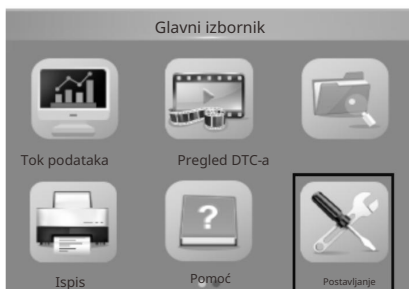 Glavni izbornik
Tok podataka
Pregled DTC-a
Ispis
Pomoć
Postavljanje
?